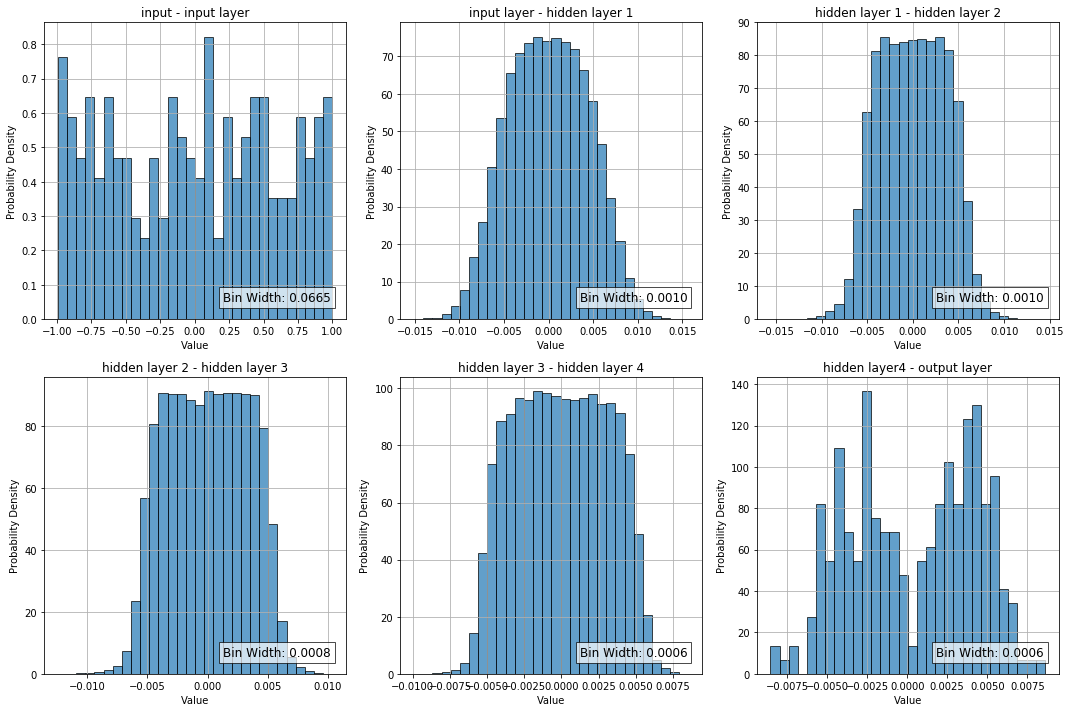 input - input layer
Probability Density
0.8
0.7
0.6
0.5
0.4
0.3
0.2
0.1
0.0
Bin Width: 0.0665
−1.00 −0.75 −0.50 −0.25 0.00 0.25 0.50 0.75 1.00
Value
input layer - hidden layer 1
Probability Density
70
60
50
40
30
20
10
0
Bin Width: 0.0010
−0.015 −0.010 −0.005 0.000 0.005 0.010 0.015
Value
hidden layer 1 - hidden layer 2
Probability Density
90
80
70
60
50
40
30
20
10
0
Bin Width: 0.0010
−0.015 −0.010 −0.005 0.000 0.005 0.010 0.015
Value
hidden layer 2 - hidden layer 3
Probability Density
80
60
40
20
0
Bin Width: 0.0008
−0.010 −0.005 0.000 0.005 0.010
Value
hidden layer 3 - hidden layer 4
Probability Density
100
80
60
40
20
0
Bin Width: 0.0006
−0.0100 −0.0075 −0.0050 −0.0025 0.0000 0.0025 0.0050 0.0075
Value
hidden layer4 - output layer
Probability Density
140
120
100
80
60
40
20
0
Bin Width: 0.0006
−0.0075 −0.0050 −0.0025 0.0000 0.0025 0.0050 0.0075
Value